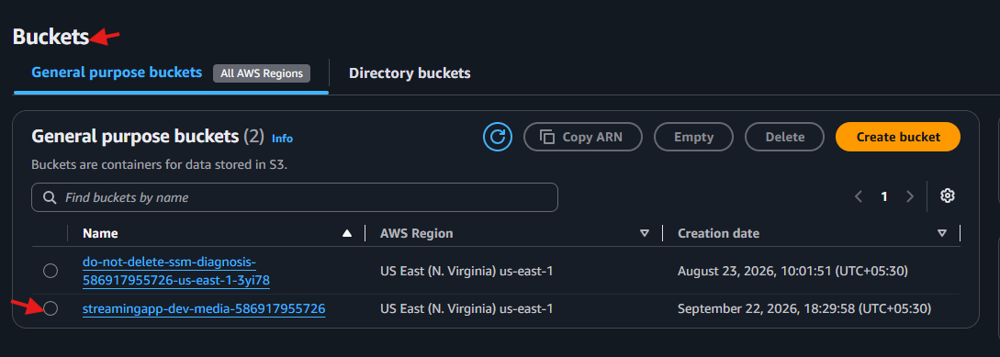 Buckets
General purpose buckets All AWS Regions Directory buckets
General purpose buckets (2) Info Copy ARN Empty Delete Create bucket
Buckets are containers for data stored in S3.
Find buckets by name 1
Name AWS Region Creation date
do-not-delete-ssm-diagnosis-
586917955726-us-east-1-3yi78 US East (N. Virginia) us-east-1 August 23, 2026, 10:01:51 (UTC+05:30)
streamingapp-dev-media-586917955726 US East (N. Virginia) us-east-1 September 22, 2026, 18:29:58 (UTC+05:30)